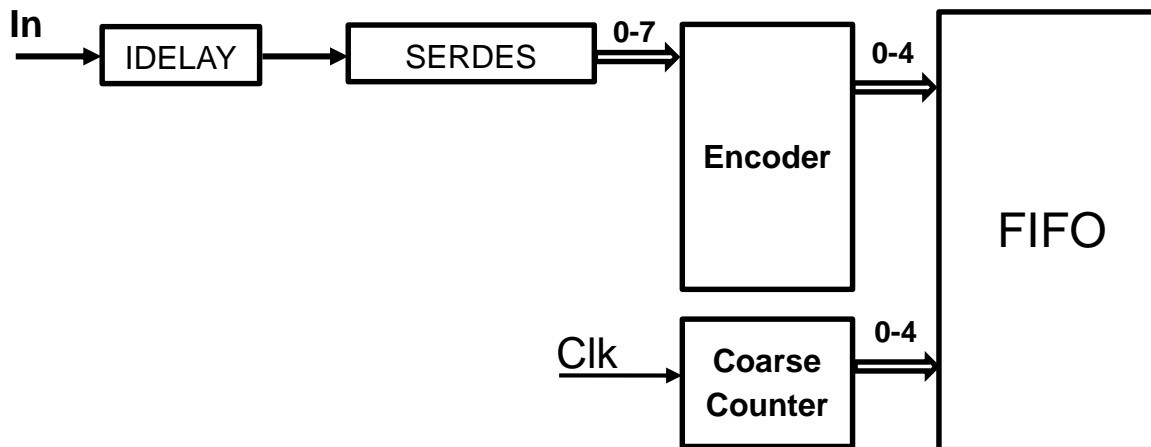 In
IDELAY
SERDES
0-7
0-4
Encoder
FIFO
Clk
Coarse
Counter
0-4